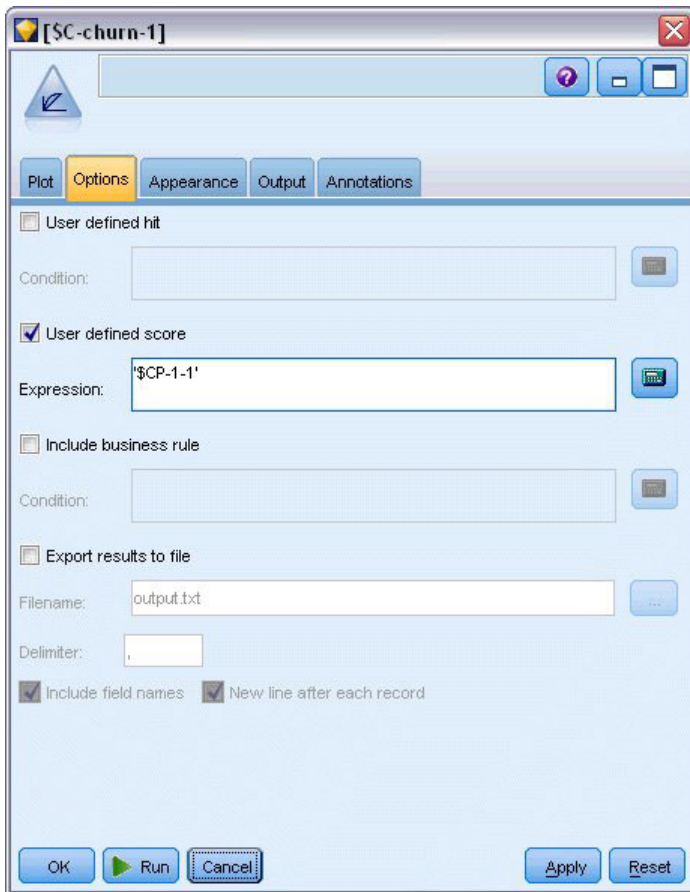 [$C-churn-1]
Plot Options Appearance Output Annotations
User defined hit
Condition:
User defined score
Expression: '$CP-1-1'
Include business rule
Condition:
Export results to file
Filename: output.txt
...
Delimiter: ,
Include field names New line after each record
OK Run Cancel Apply Reset